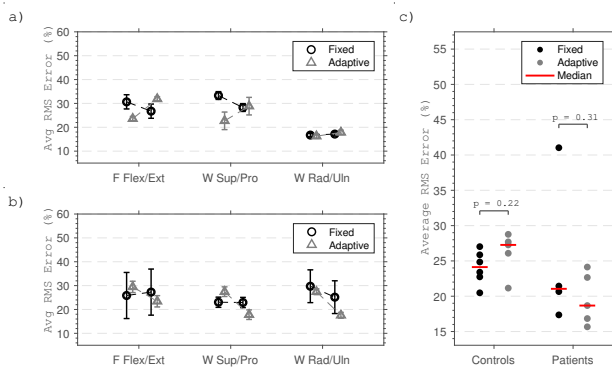 a)
Avg RMS Error (%)
60
50
40
30
20
10
Fixed
Adaptive
F Flex/Ext
W Sup/Pro
W Rad/Uln
b)
Avg RMS Error (%)
60
50
40
30
20
10
Fixed
Adaptive
F Flex/Ext
W Sup/Pro
W Rad/Uln
c)
Average RMS Error (%)
55
50
45
40
35
30
25
20
15
Fixed
Adaptive
Median
p = 0.31
p = 0.22
Controls
Patients